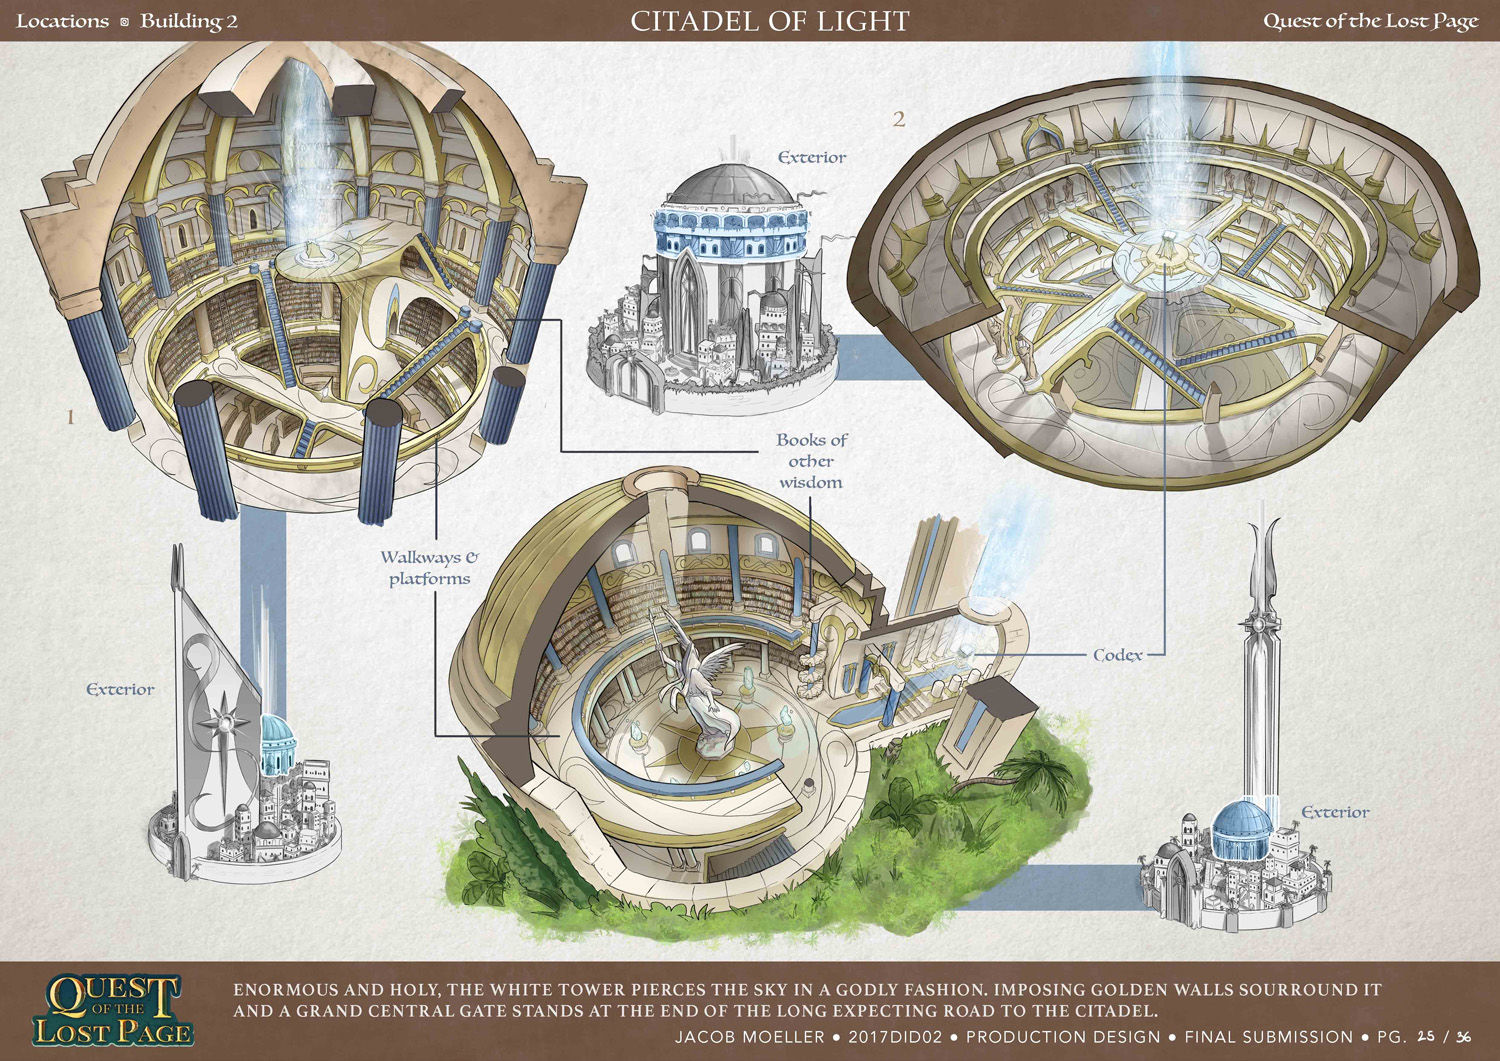 Locations ◙ Building 2
CITADEL OF LIGHT
Quest of the Lost Page
1
Exterior
2
Books of
other
wisdom
Walkways &
platforms
Exterior
Codex
Exterior
QUEST
OF THE
LOST PAGE
ENORMOUS AND HOLY, THE WHITE TOWER PIERCES THE SKY IN A GODLY FASHION. IMPOSING GOLDEN WALLS SOURROUND IT
AND A GRAND CENTRAL GATE STANDS AT THE END OF THE LONG EXPECTING ROAD TO THE CITADEL.
JACOB MOELLER • 2017DID02 • PRODUCTION DESIGN • FINAL SUBMISSION • PG. 25 / 36